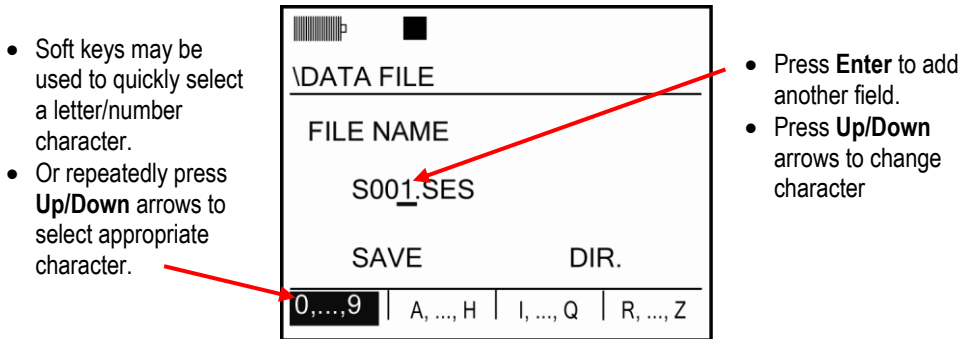 • Soft keys may be
used to quickly select
a letter/number
character.
• Or repeatedly press
Up/Down arrows to
select appropriate
character.
\DATA FILE
FILE NAME
S001.SES
SAVE DIR.
0,...,9 A, ..., H I, ..., Q R, ..., Z
• Press Enter to add
another field.
• Press Up/Down
arrows to change
character